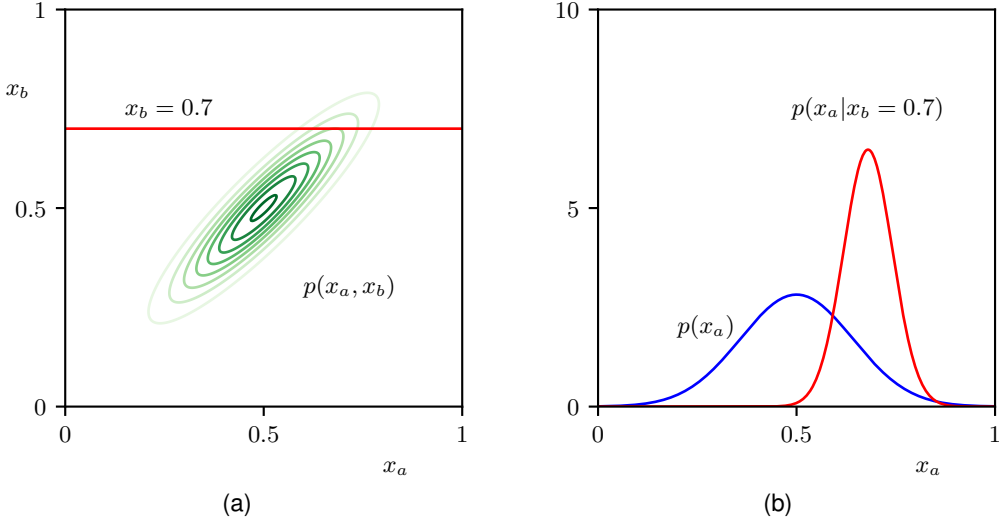 1
x_b
x_b = 0.7
0.5
p(x_a, x_b)
0
0
0.5
1
x_a
(a)
10
p(x_a|x_b = 0.7)
5
p(x_a)
0
0
0.5
1
x_a
(b)